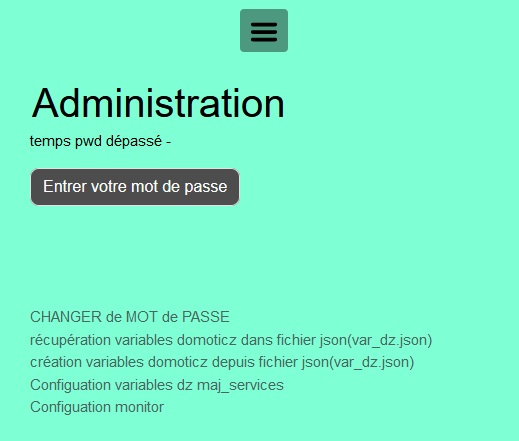 Administration
temps pwd dépassé -
Entrer votre mot de passe
CHANGER de MOT de PASSE
récupération variables domoticz dans fichier json(var_dz.json)
création variables domoticz depuis fichier json(var_dz.json)
Configuation variables dz maj_services
Configuation monitor